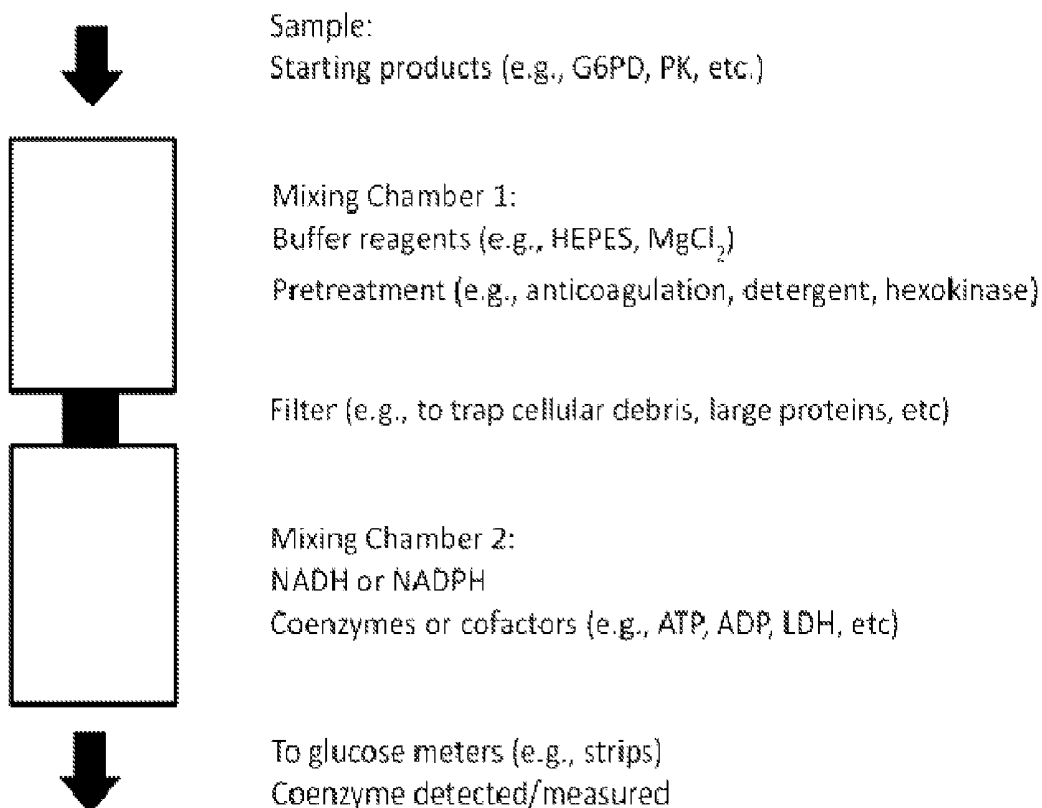 Sample:
Starting products (e.g., G6PD, PK, etc.)
Mixing Chamber 1:
Buffer reagents (e.g., HEPES, MgCl₂)
Pretreatment (e.g., anticoagulation, detergent, hexokinase)
Filter (e.g., to trap cellular debris, large proteins, etc)
Mixing Chamber 2:
NADH or NADPH
Coenzymes or cofactors (e.g., ATP, ADP, LDH, etc)
To glucose meters (e.g., strips)
Coenzyme detected/measured